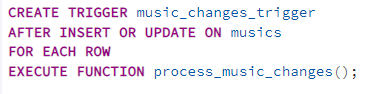 CREATE TRIGGER music_changes_trigger
AFTER INSERT OR UPDATE ON musics
FOR EACH ROW
EXECUTE FUNCTION process_music_changes();